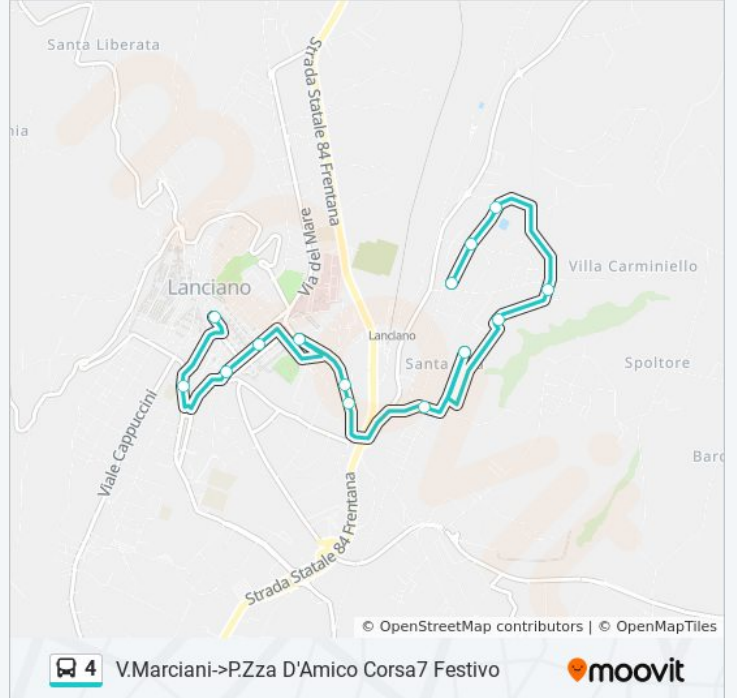 Santa Liberata
Strada Statale 84 Frentana
Via del Mare
Villa Carminiello
Lanciano
Lanciano
Santa
Spoltore
Viale Cappuccini
Strada Statale 84 Frentana
© OpenStreetMap contributors | © OpenMapTiles
4 V.Marciani->P.Zza D'Amico Corsa7 Festivo
moovit